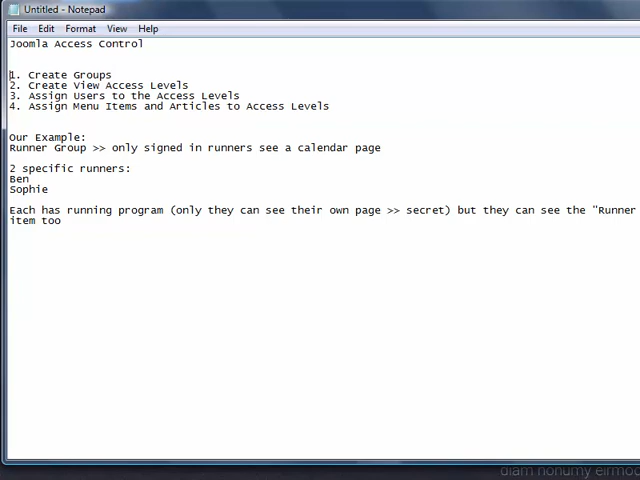 Untitled - Notepad
File Edit Format View Help
Joomla Access Control
1. Create Groups
2. Create View Access Levels
3. Assign Users to the Access Levels
4. Assign Menu Items and Articles to Access Levels
Our Example:
Runner Group >> only signed in runners see a calendar page
2 specific runners:
Ben
Sophie
Each has running program (only they can see their own page >> secret) but they can see the "Runner
item too
diam nonumy eirmod